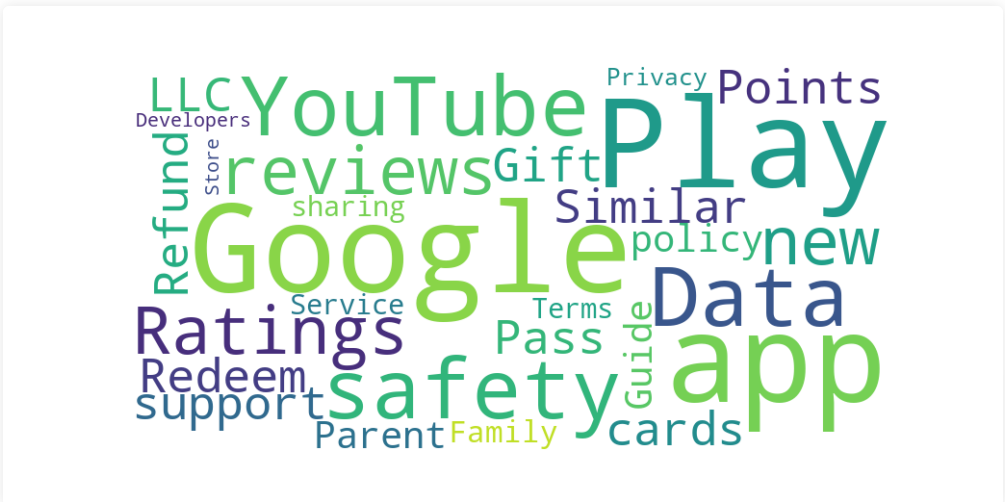 Privacy
LLC
YouTube
Play
Points
Developers
Store
Refund
reviews
Gift
sharing
Similar
Google
policy
new
Service
Terms
Data
Ratings
Pass
Guide
app
Redeem
safety
support
Parent
Family
cards